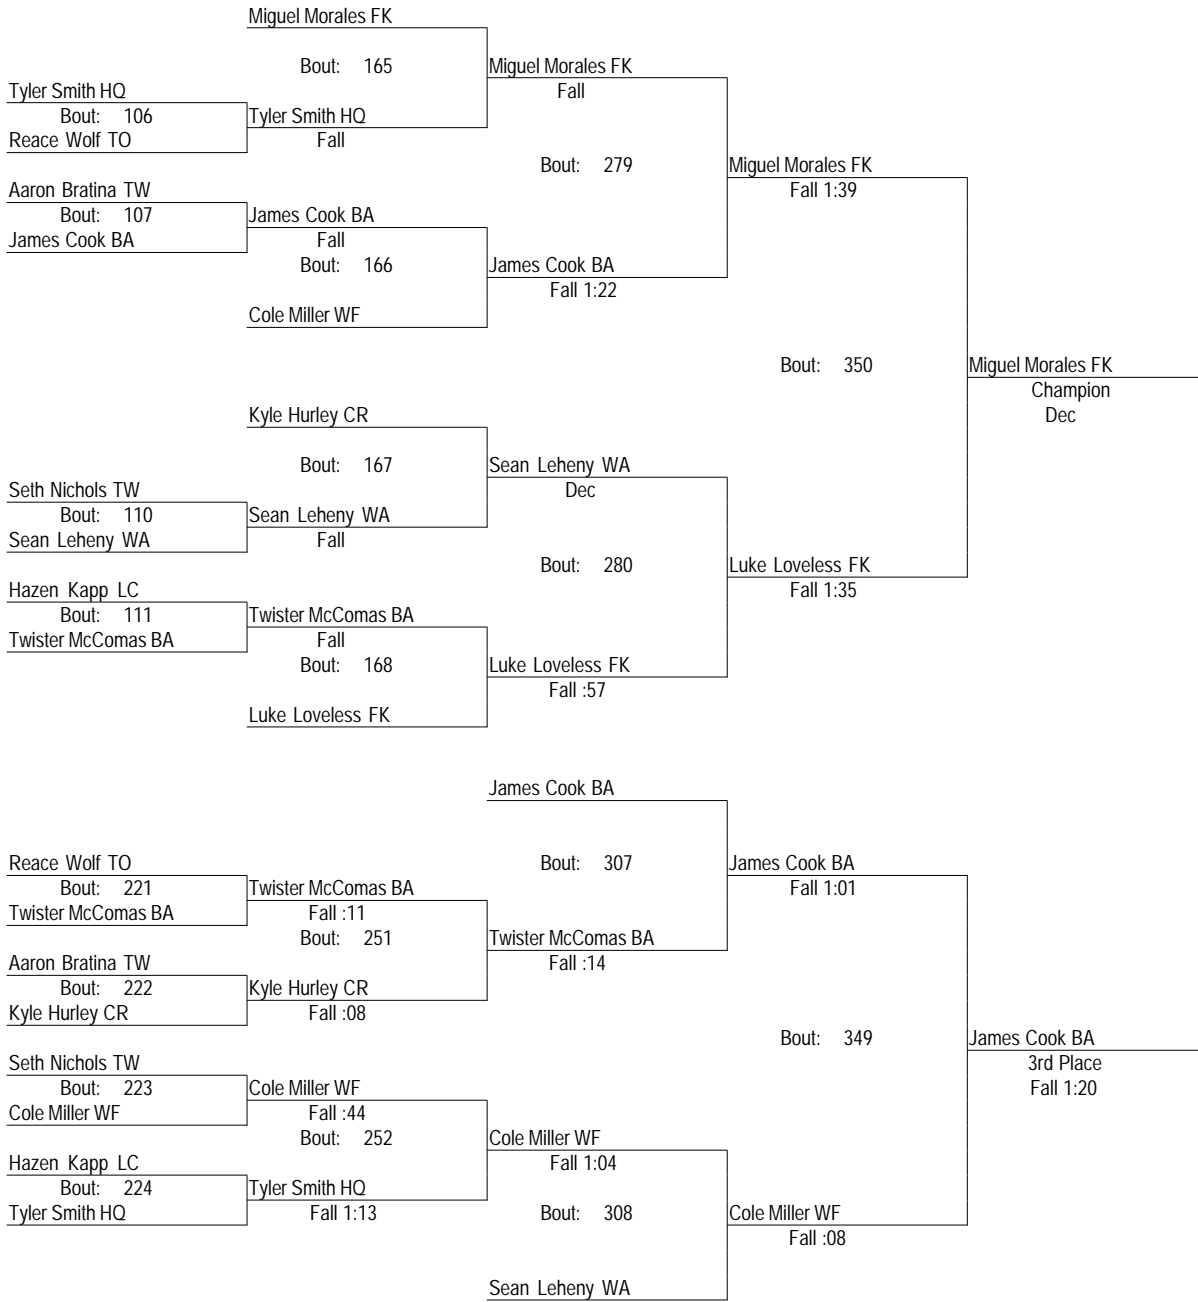 Miguel Morales FK
Bout: 165
Miguel Morales FK
Tyler Smith HQ
Fall
Bout: 106
Tyler Smith HQ
Reace Wolf TO
Fall
Bout: 279
Miguel Morales FK
Aaron Bratina TW
Fall 1:39
Bout: 107
James Cook BA
James Cook BA
Fall
Bout: 166
James Cook BA
Fall 1:22
Cole Miller WF
Bout: 350
Miguel Morales FK
Champion
Kyle Hurley CR
Dec
Bout: 167
Sean Leheny WA
Seth Nichols TW
Dec
Bout: 110
Sean Leheny WA
Sean Leheny WA
Fall
Bout: 280
Luke Loveless FK
Hazen Kapp LC
Fall 1:35
Bout: 111
Twister McComas BA
Twister McComas BA
Fall
Bout: 168
Luke Loveless FK
Fall :57
Luke Loveless FK
James Cook BA
Reace Wolf TO
Bout: 307
James Cook BA
Bout: 221
Twister McComas BA
Fall 1:01
Twister McComas BA
Fall :11
Bout: 251
Twister McComas BA
Aaron Bratina TW
Fall :14
Bout: 222
Kyle Hurley CR
Kyle Hurley CR
Fall :08
Bout: 349
James Cook BA
Seth Nichols TW
3rd Place
Bout: 223
Cole Miller WF
Fall 1:20
Cole Miller WF
Fall :44
Bout: 252
Cole Miller WF
Hazen Kapp LC
Fall 1:04
Bout: 224
Tyler Smith HQ
Tyler Smith HQ
Fall 1:13
Bout: 308
Cole Miller WF
Fall :08
Sean Leheny WA